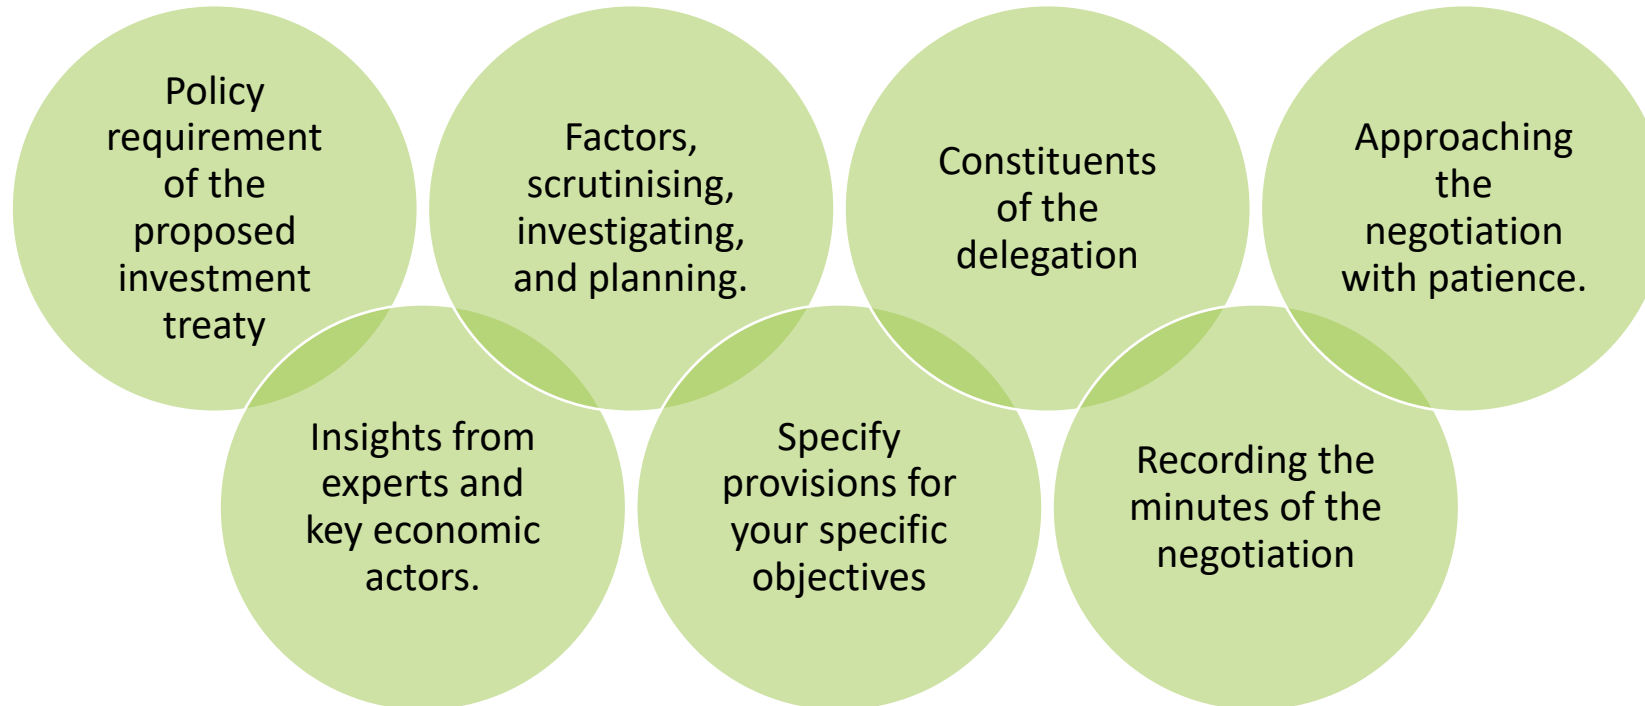 Policy
requirement
of the
proposed
investment
treaty
Insights from
experts and
key economic
actors.
Factors,
scrutinising,
investigating,
and planning.
Specify
provisions for
your specific
objectives
Constituents
of the
delegation
Recording the
minutes of the
negotiation
Approaching
the
negotiation
with patience.